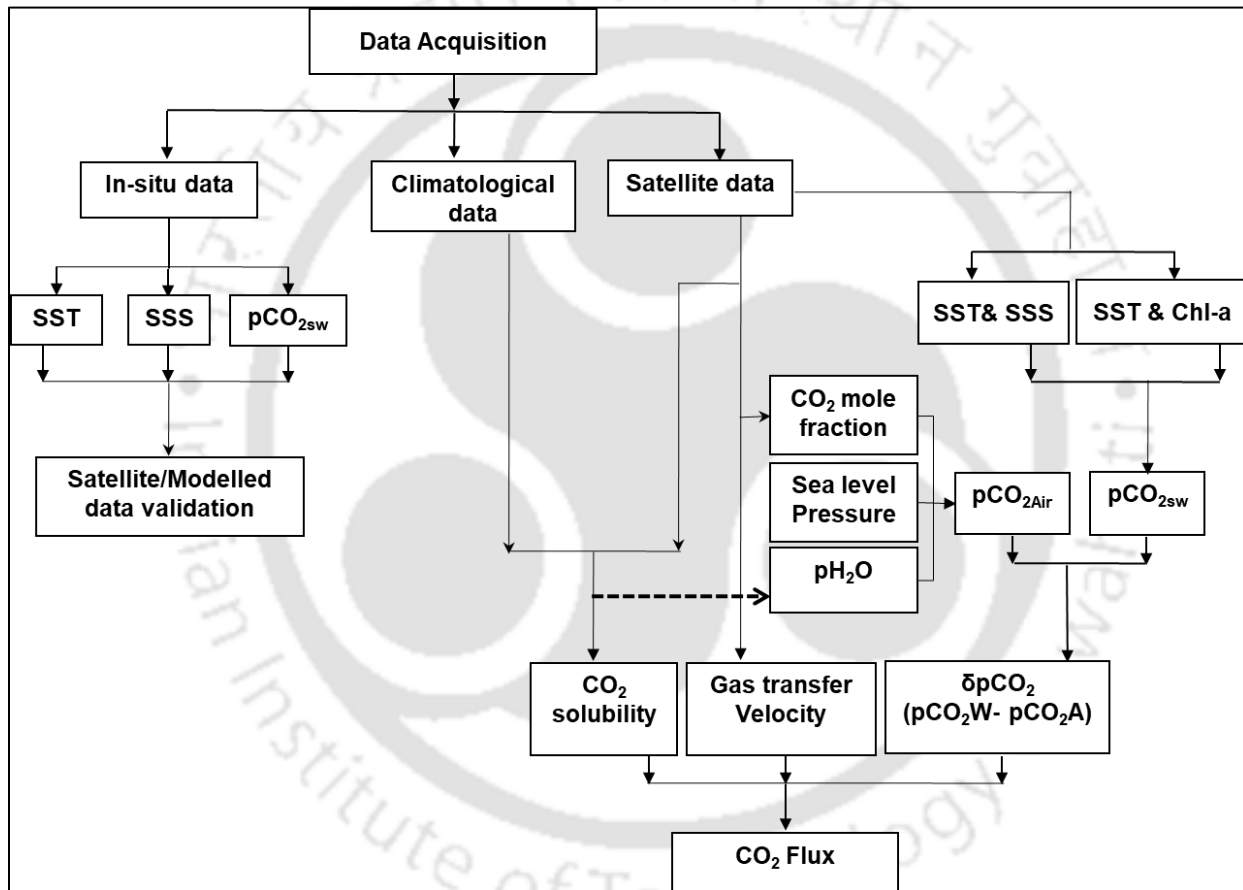 Data Acquisition
In-situ data
Climatological
data
Satellite data
SST
SSS
pCO₂sw
SST& SSS
SST & Chl-a
Satellite/Modelled
data validation
CO₂ mole
fraction
Sea level
Pressure
pH₂O
pCO₂Air
pCO₂sw
CO₂
solubility
Gas transfer
Velocity
δpCO₂
(pCO₂W- pCO₂A)
CO₂ Flux